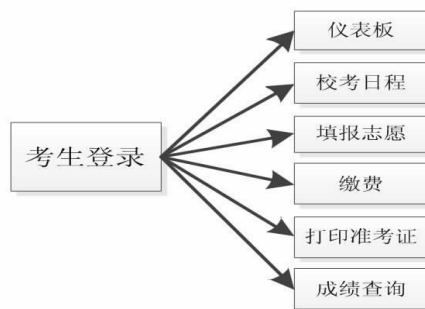 仪表板
校考日程
填报志愿
考生登录
缴费
打印准考证
成绩查询